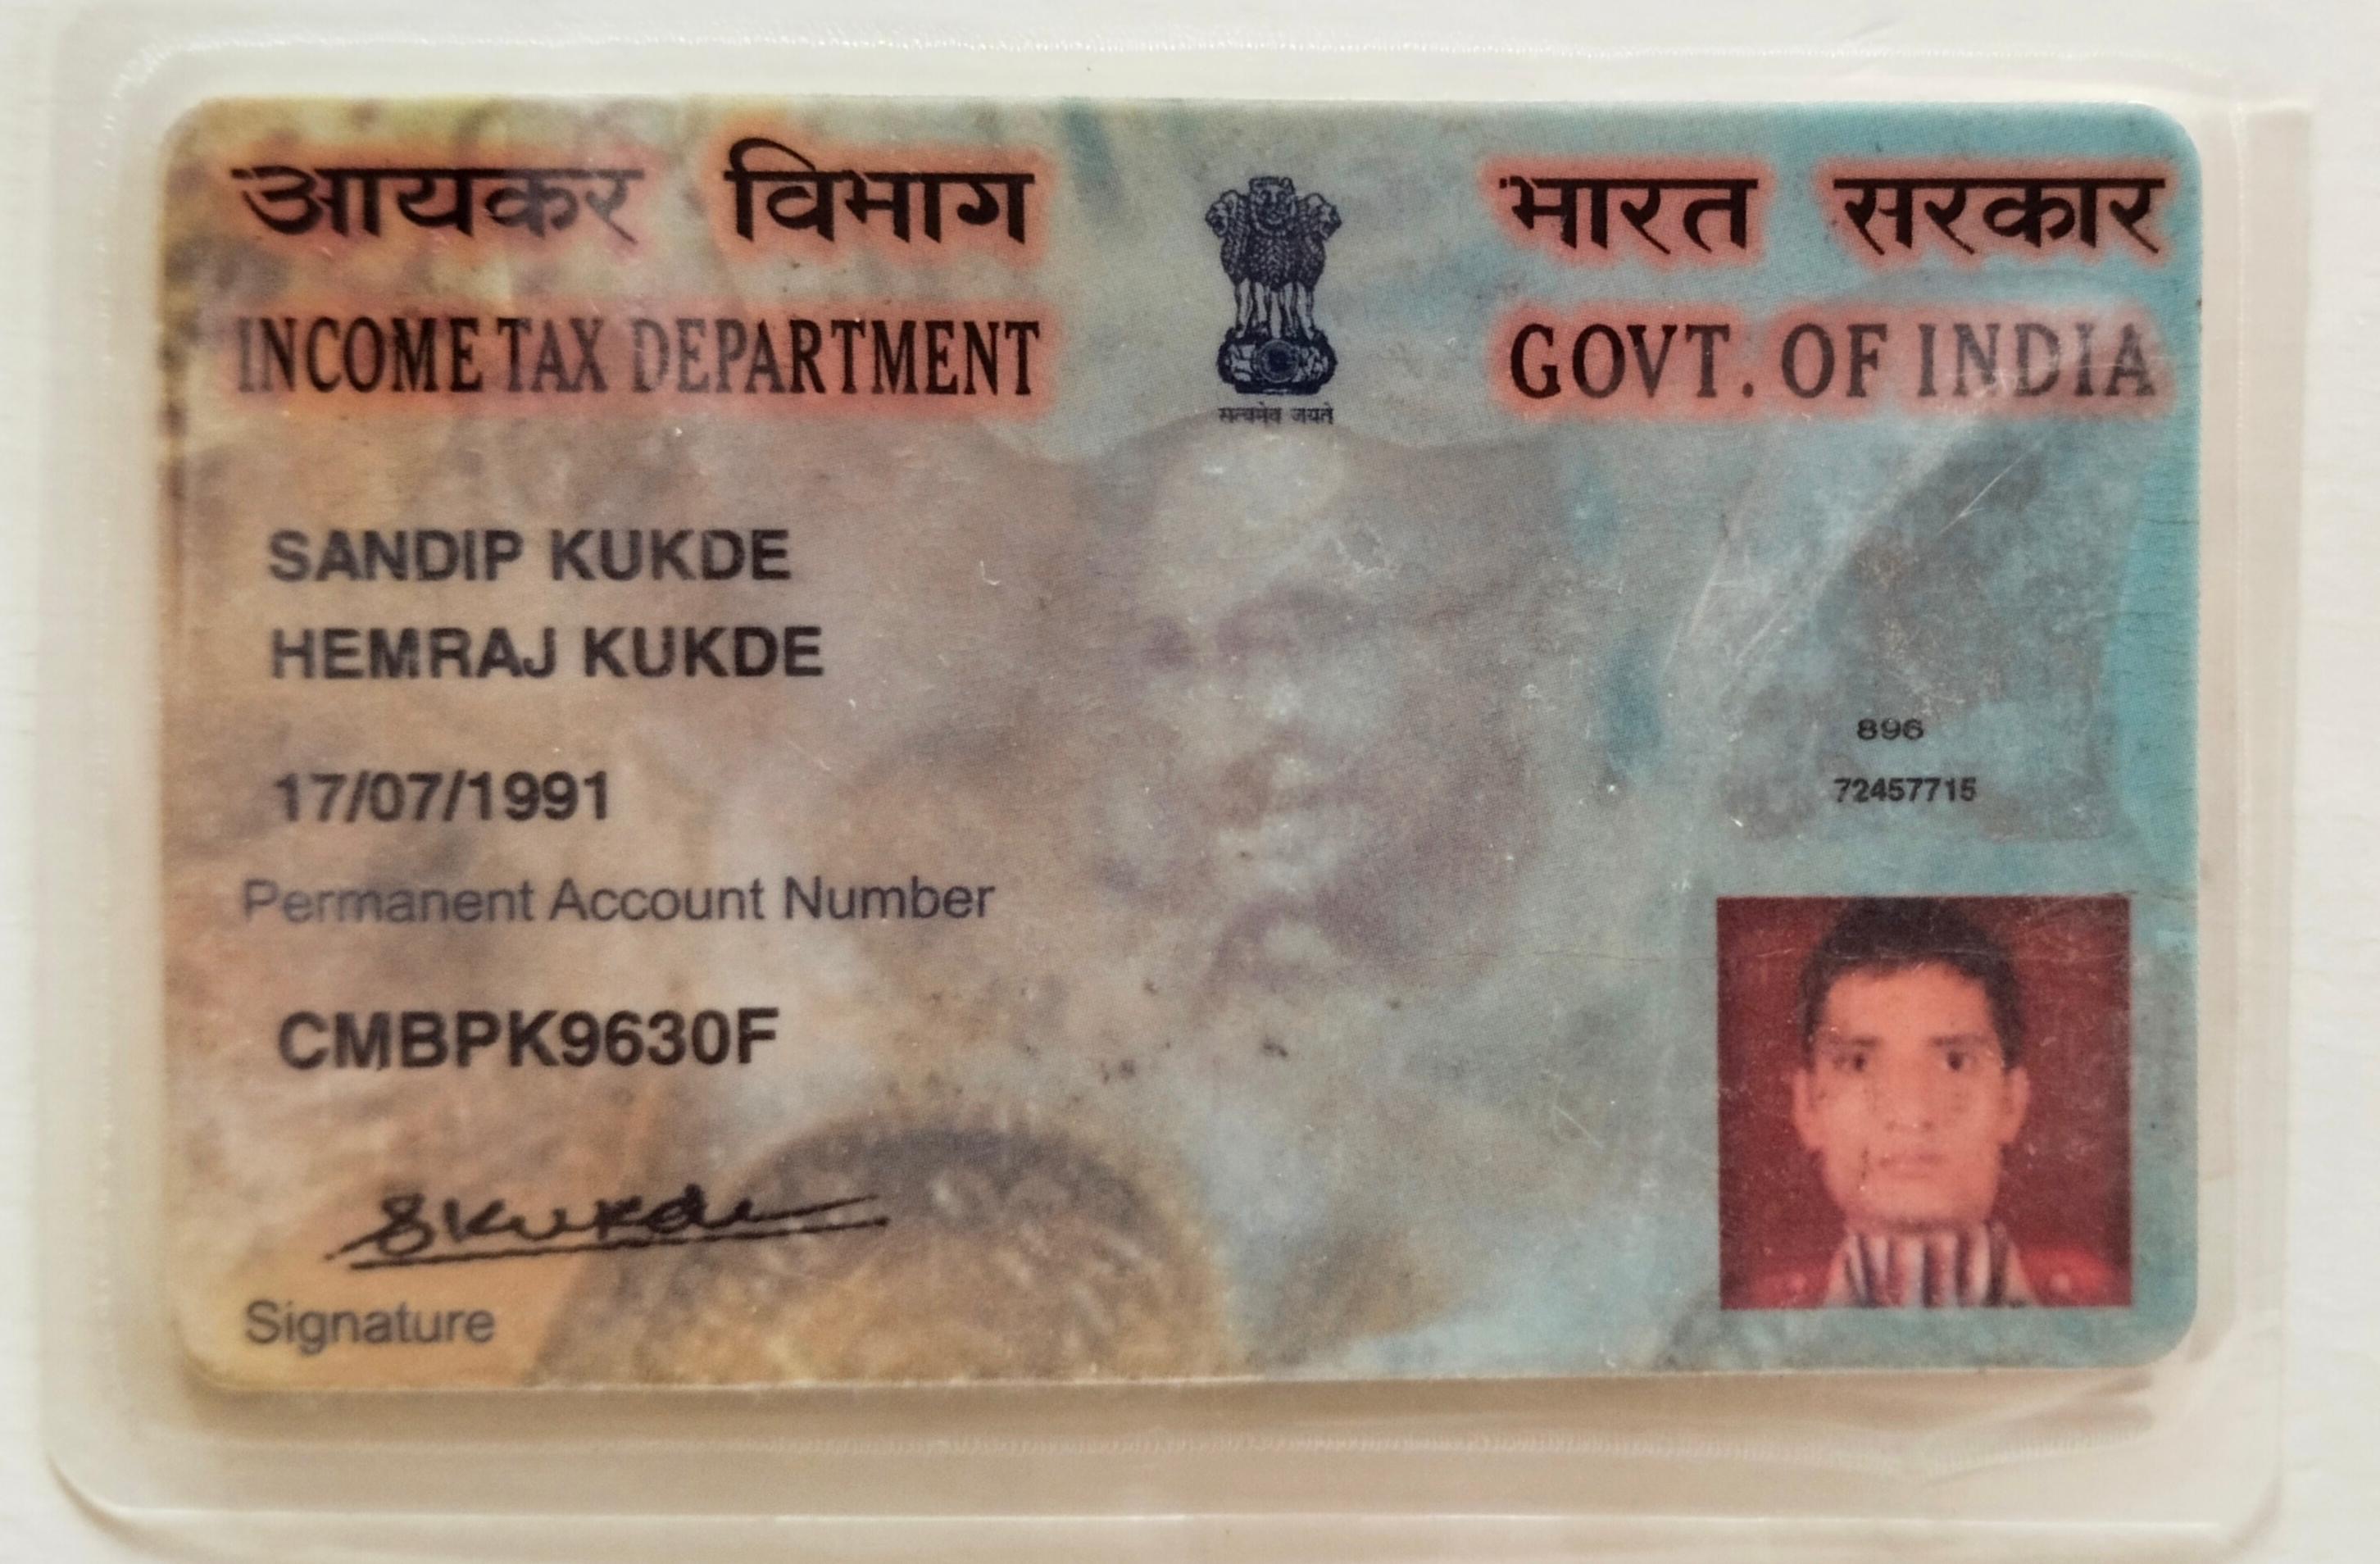 आयकर विभाग
INCOME TAX DEPARTMENT
सत्यमेव जयते
भारत सरकार
GOVT. OF INDIA
SANDIP KUKDE
HEMRAJ KUKDE
17/07/1991
Permanent Account Number
CMBPK9630F
896
72457715
SKukde
Signature